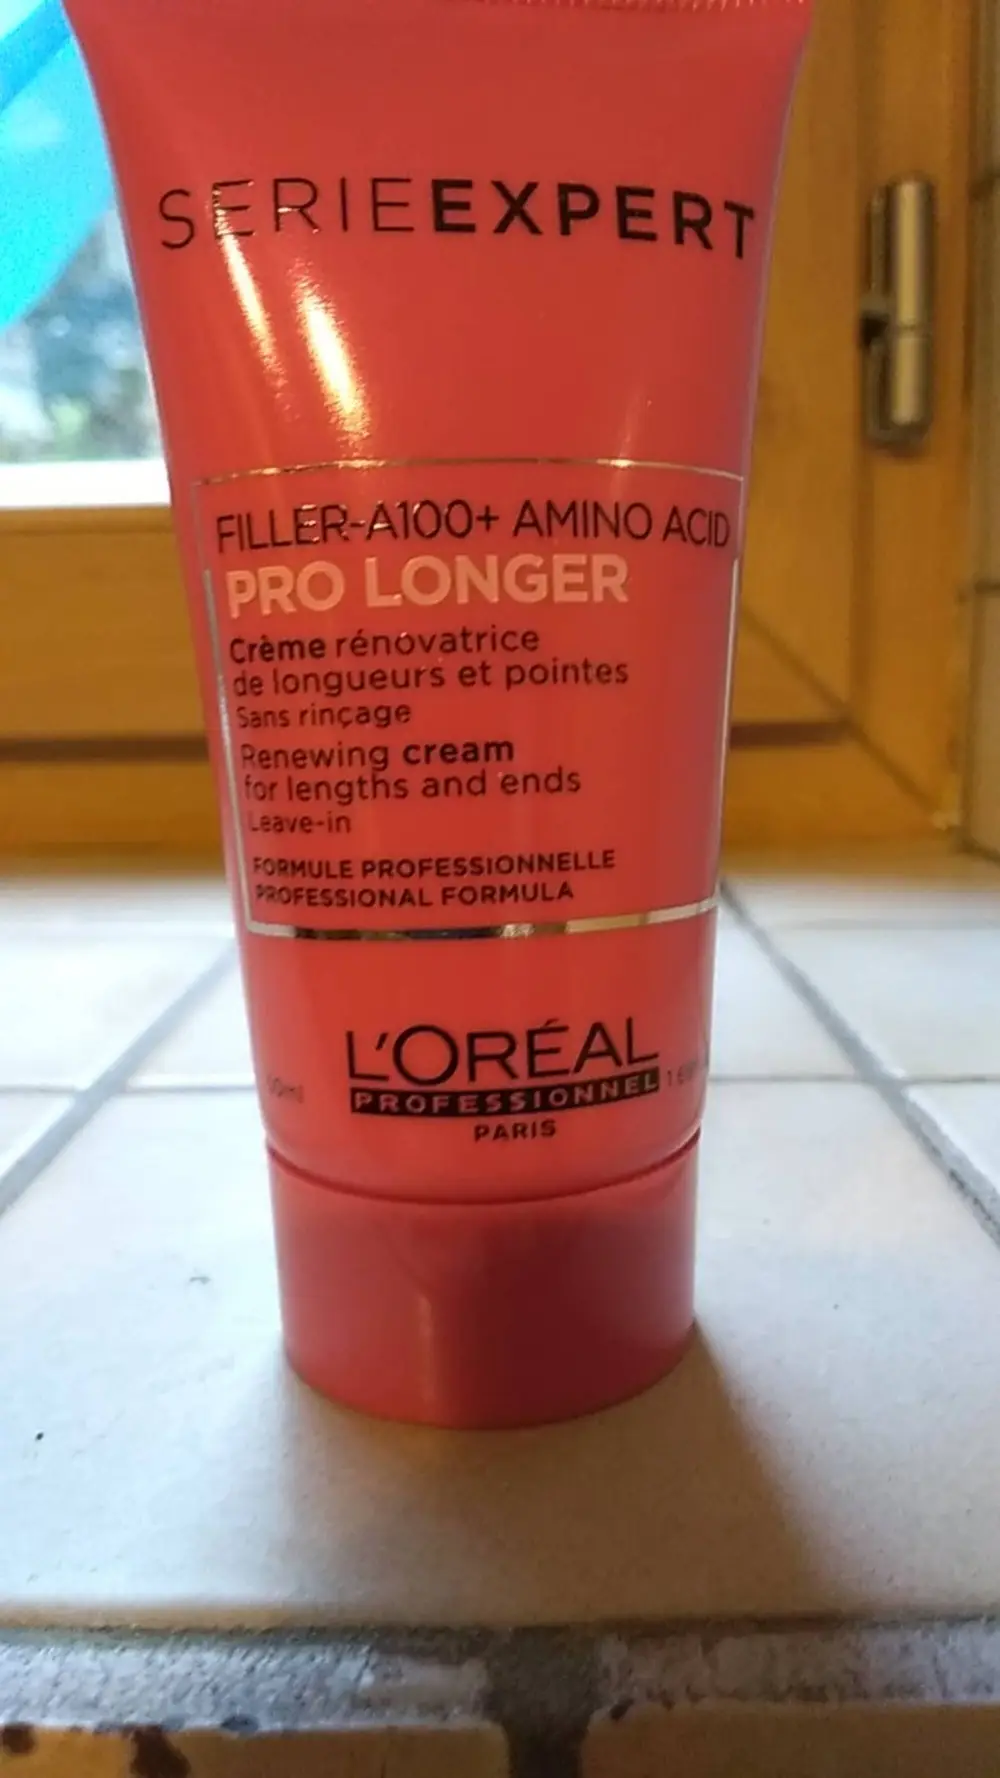 SERIEEXPERT
FILLER-A100+ AMINO ACID
PRO LONGER
Crème rénovatrice
de longueurs et pointes
Sans rinçage
Renewing cream
for lengths and ends
Leave-in
FORMULE PROFESSIONNELLE
PROFESSIONAL FORMULA
L'ORÉAL
PROFESSIONNEL
PARIS